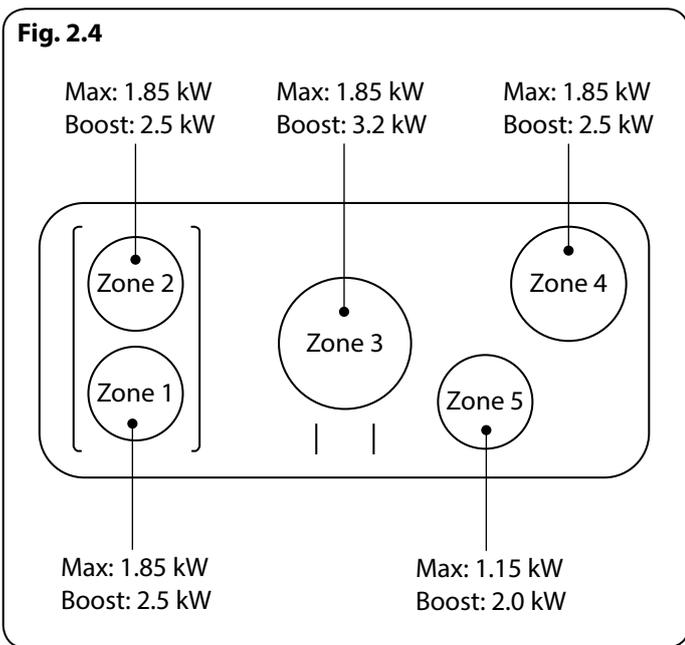 Fig. 2.4
Max: 1.85 kW
Boost: 2.5 kW
Max: 1.85 kW
Boost: 3.2 kW
Max: 1.85 kW
Boost: 2.5 kW
Zone 2
Zone 4
Zone 3
Zone 1
Zone 5
Max: 1.85 kW
Boost: 2.5 kW
Max: 1.15 kW
Boost: 2.0 kW